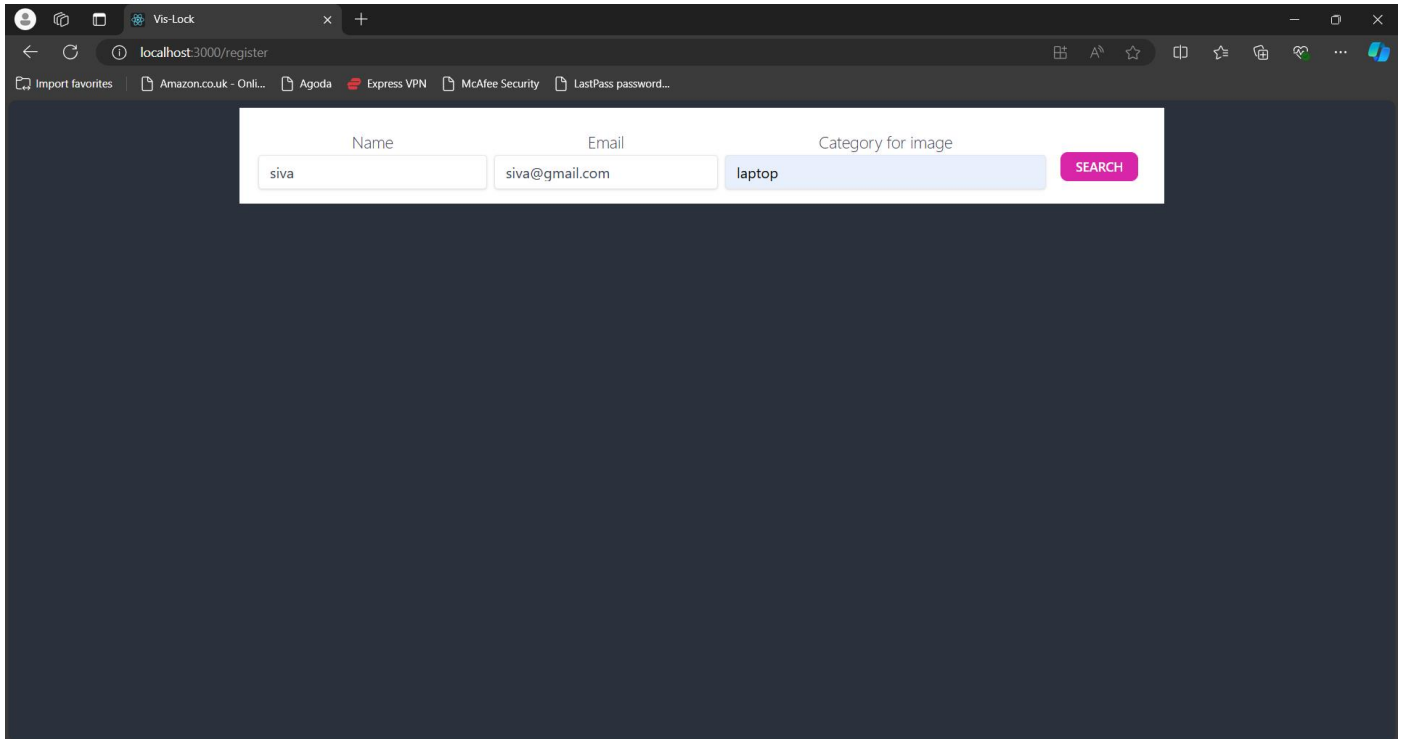 Vis-Lock
localhost:3000/register
Import favorites Amazon.co.uk - Onli... Agoda Express VPN McAfee Security LastPass password...
Name Email Category for image
siva siva@gmail.com laptop SEARCH